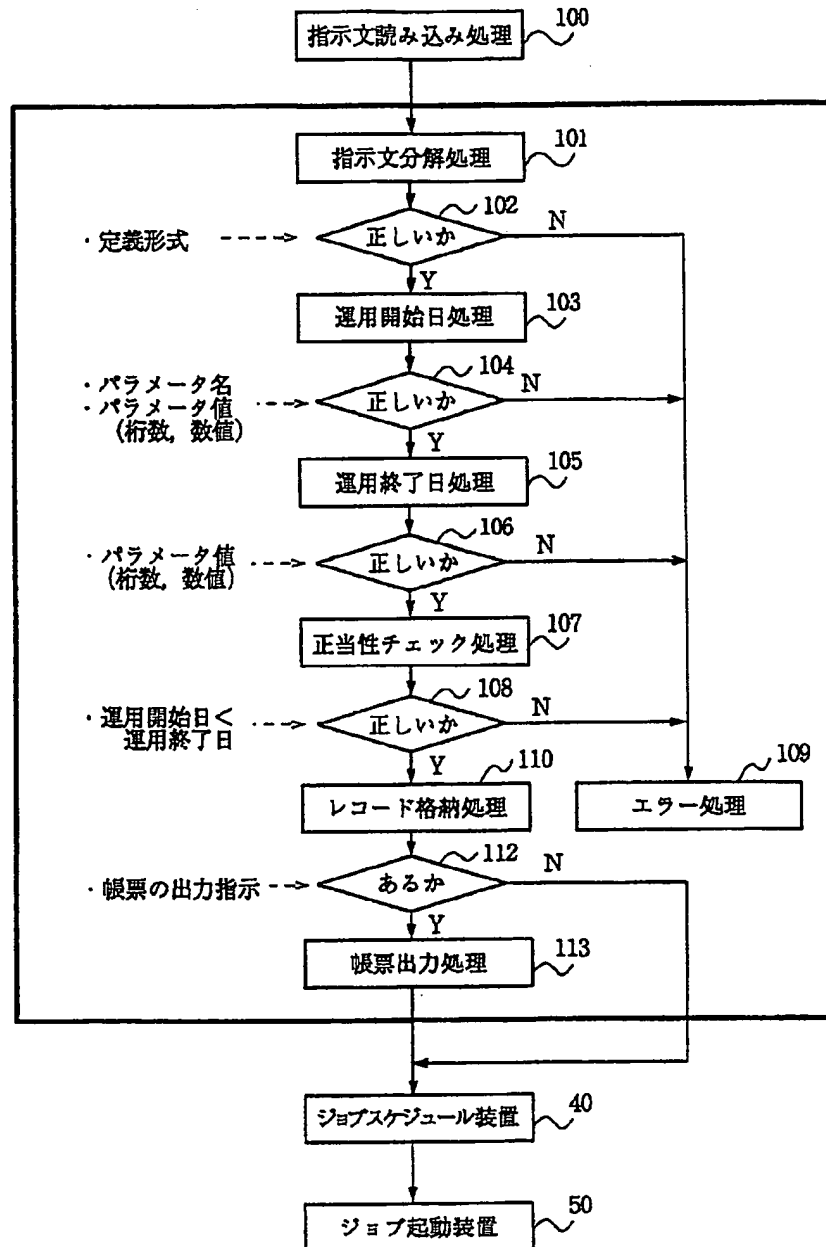 指示文読み込み処理 100
指示文分解処理 101
102
・定義形式
正しいか
N
Y
運用開始日処理 103
104
・パラメータ名
・パラメータ値
(桁数, 数値)
正しいか
N
Y
運用終了日処理 105
106
・パラメータ値
(桁数, 数値)
正しいか
N
Y
正当性チェック処理 107
108
・運用開始日<
運用終了日
正しいか
N
Y
レコード格納処理 110
エラー処理 109
112
・帳票の出力指示
あるか
N
Y
帳票出力処理 113
ジョブスケジュール装置 40
ジョブ起動装置 50